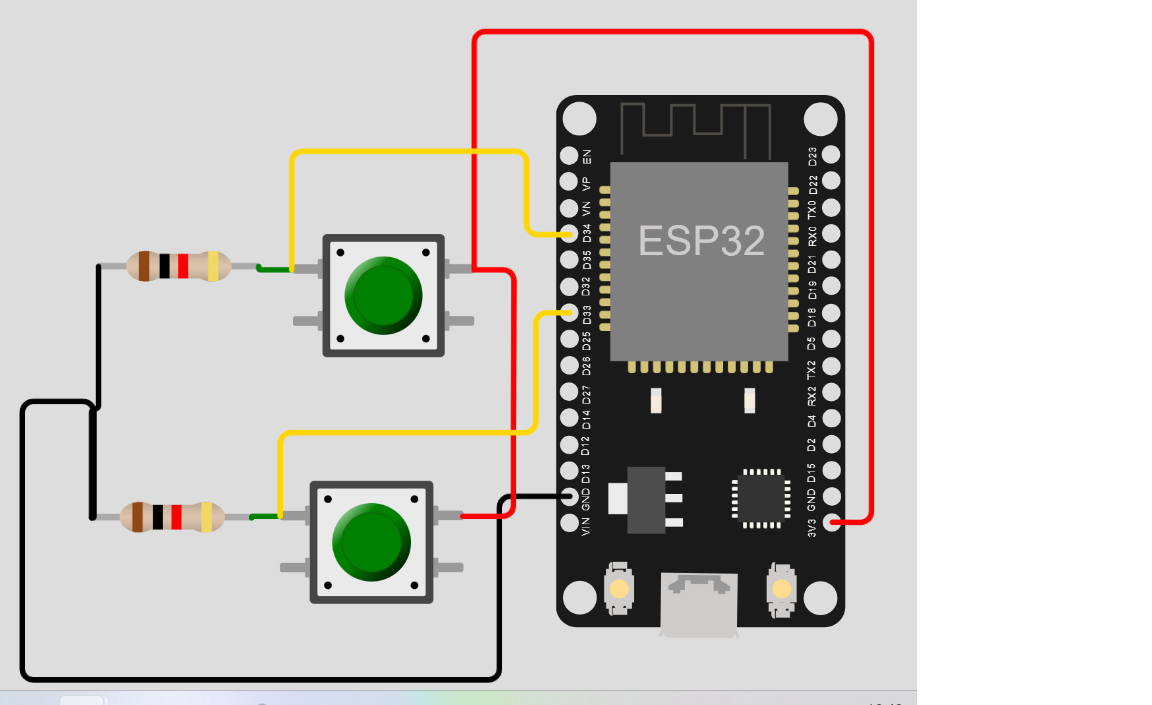 EN
VP
VN
D34
D35
D32
D33
D25
D26
D27
D14
D12
D13
GND
VIN
ESP32
D23
D22
TX0
RX0
D21
D19
D18
D5
TX2
RX2
D4
D2
D15
GND
3V3